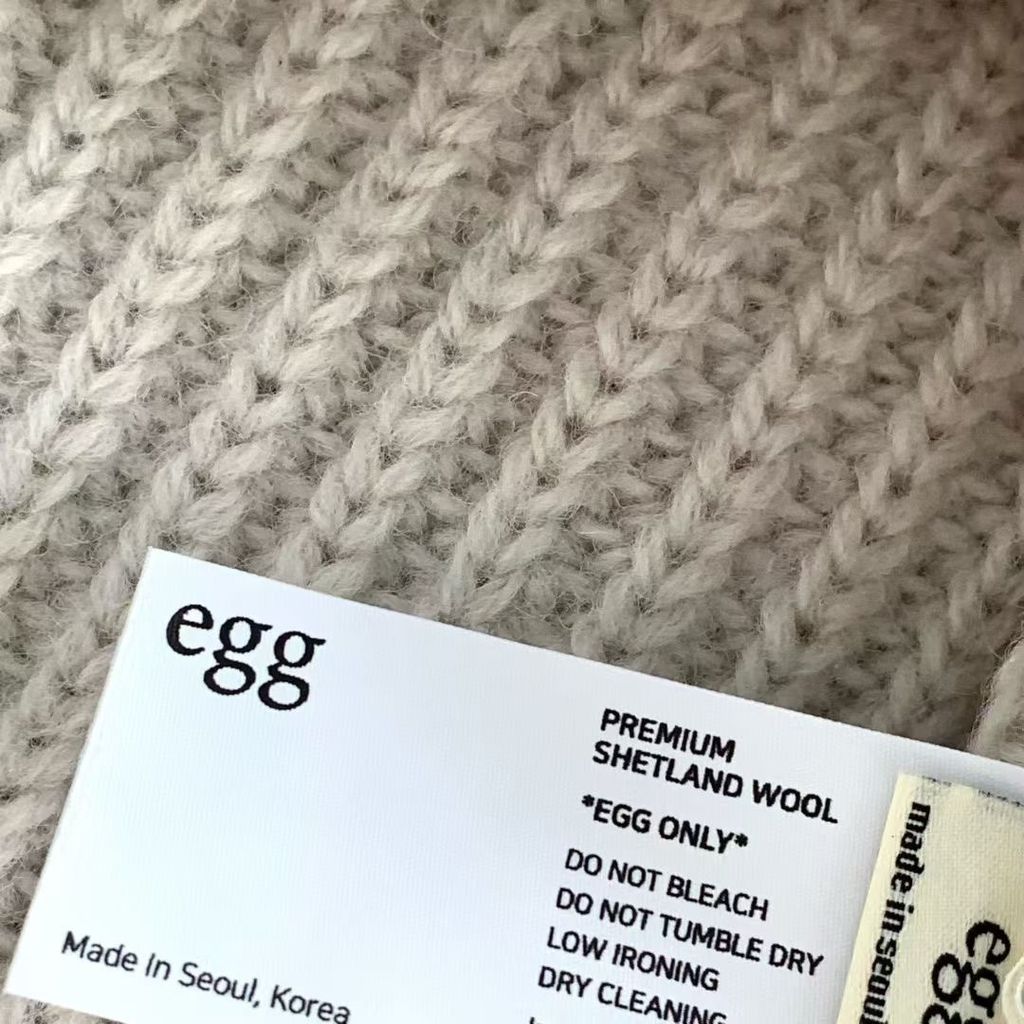 egg
PREMIUM
SHETLAND WOOL
*EGG ONLY*
DO NOT BLEACH
DO NOT TUMBLE DRY
LOW IRONING
DRY CLEANING
Made In Seoul, Korea
made in seoul